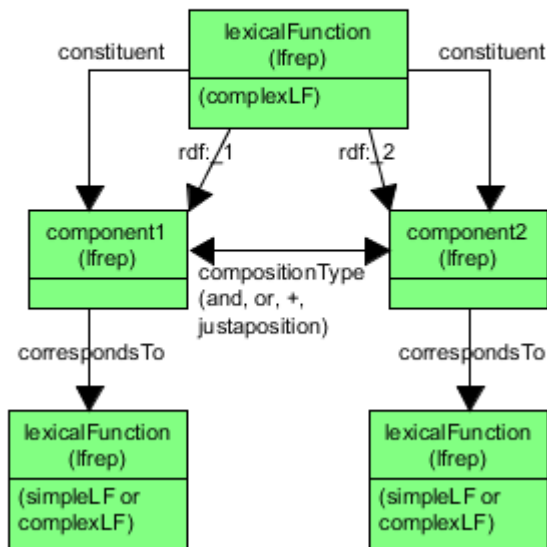 lexicalFunction
(lfrep)
(complexLF)
constituent
constituent
rdf:_1
rdf:_2
component1
(lfrep)
component2
(lfrep)
compositionType
(and, or, +,
justaposition)
correspondsTo
correspondsTo
lexicalFunction
(lfrep)
(simpleLF or
complexLF)
lexicalFunction
(lfrep)
(simpleLF or
complexLF)